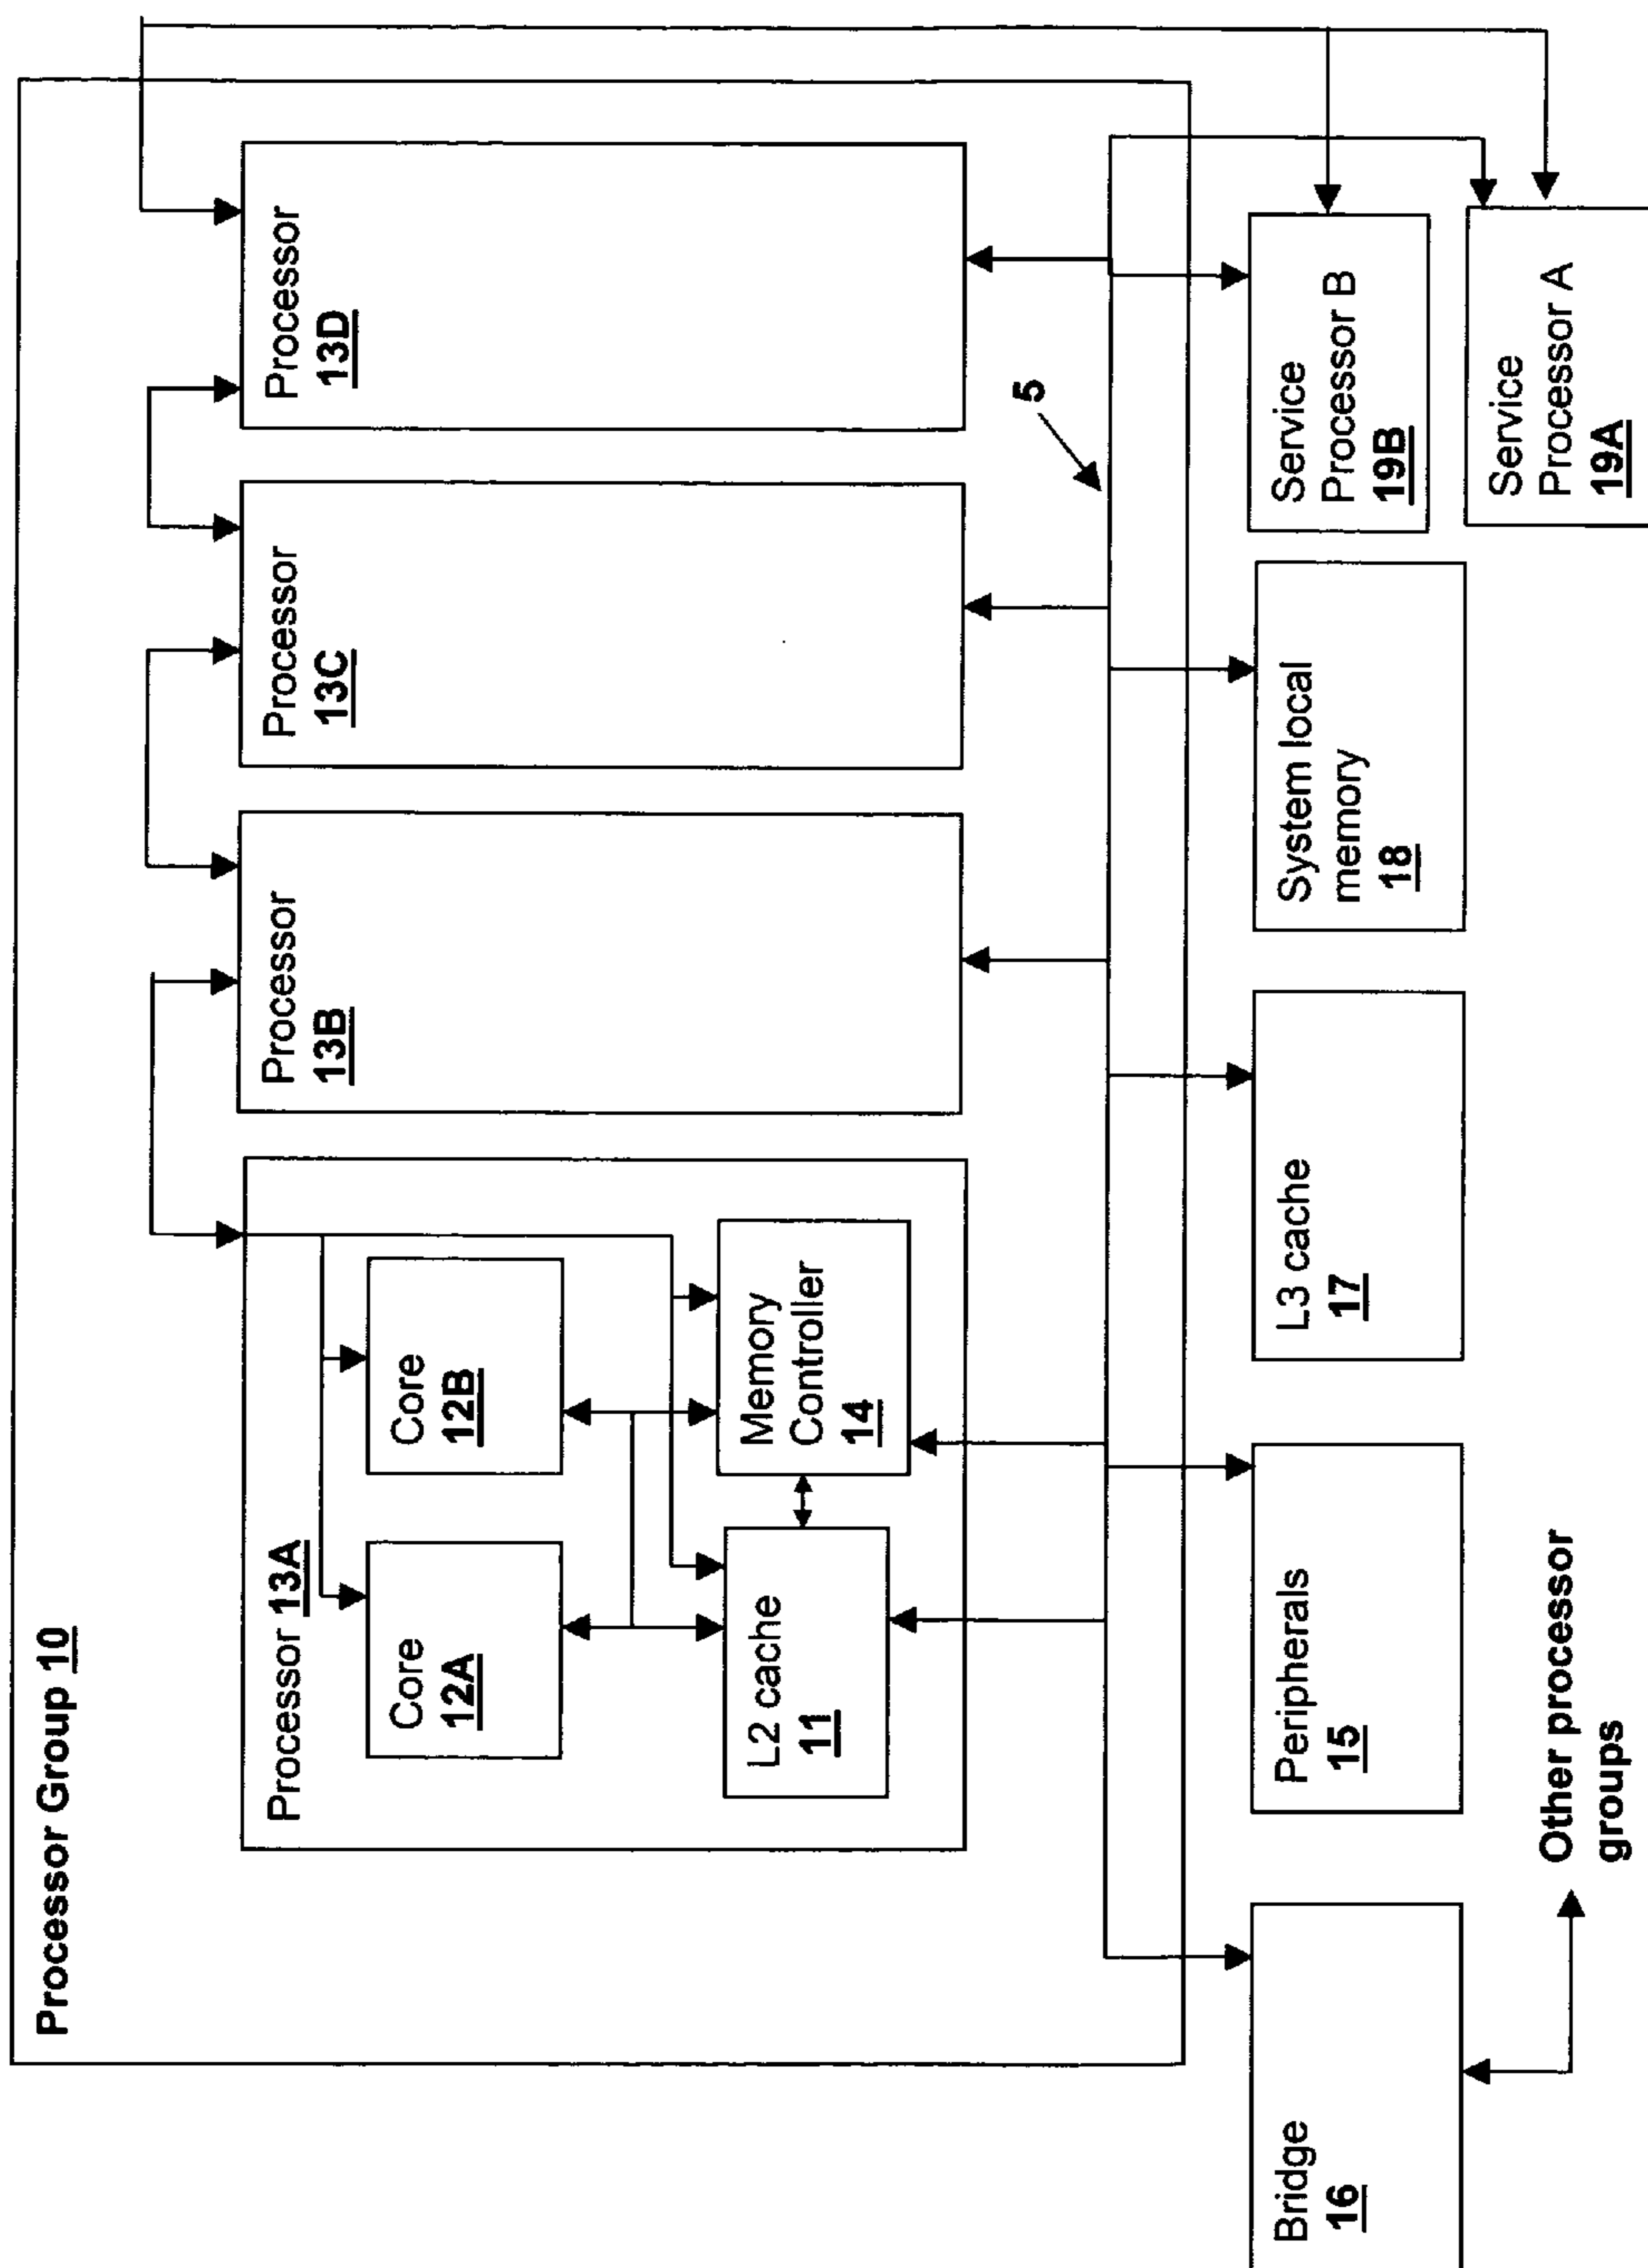 Processor Group 10
Processor 13A
Core
12A
Core
12B
L2 cache
11
Memory
Controller
14
Processor
13B
Processor
13C
Processor
13D
5
Bridge
16
Peripherals
15
L3 cache
17
System local
memory
18
Service
Processor B
19B
Service
Processor A
19A
Other processor
groups